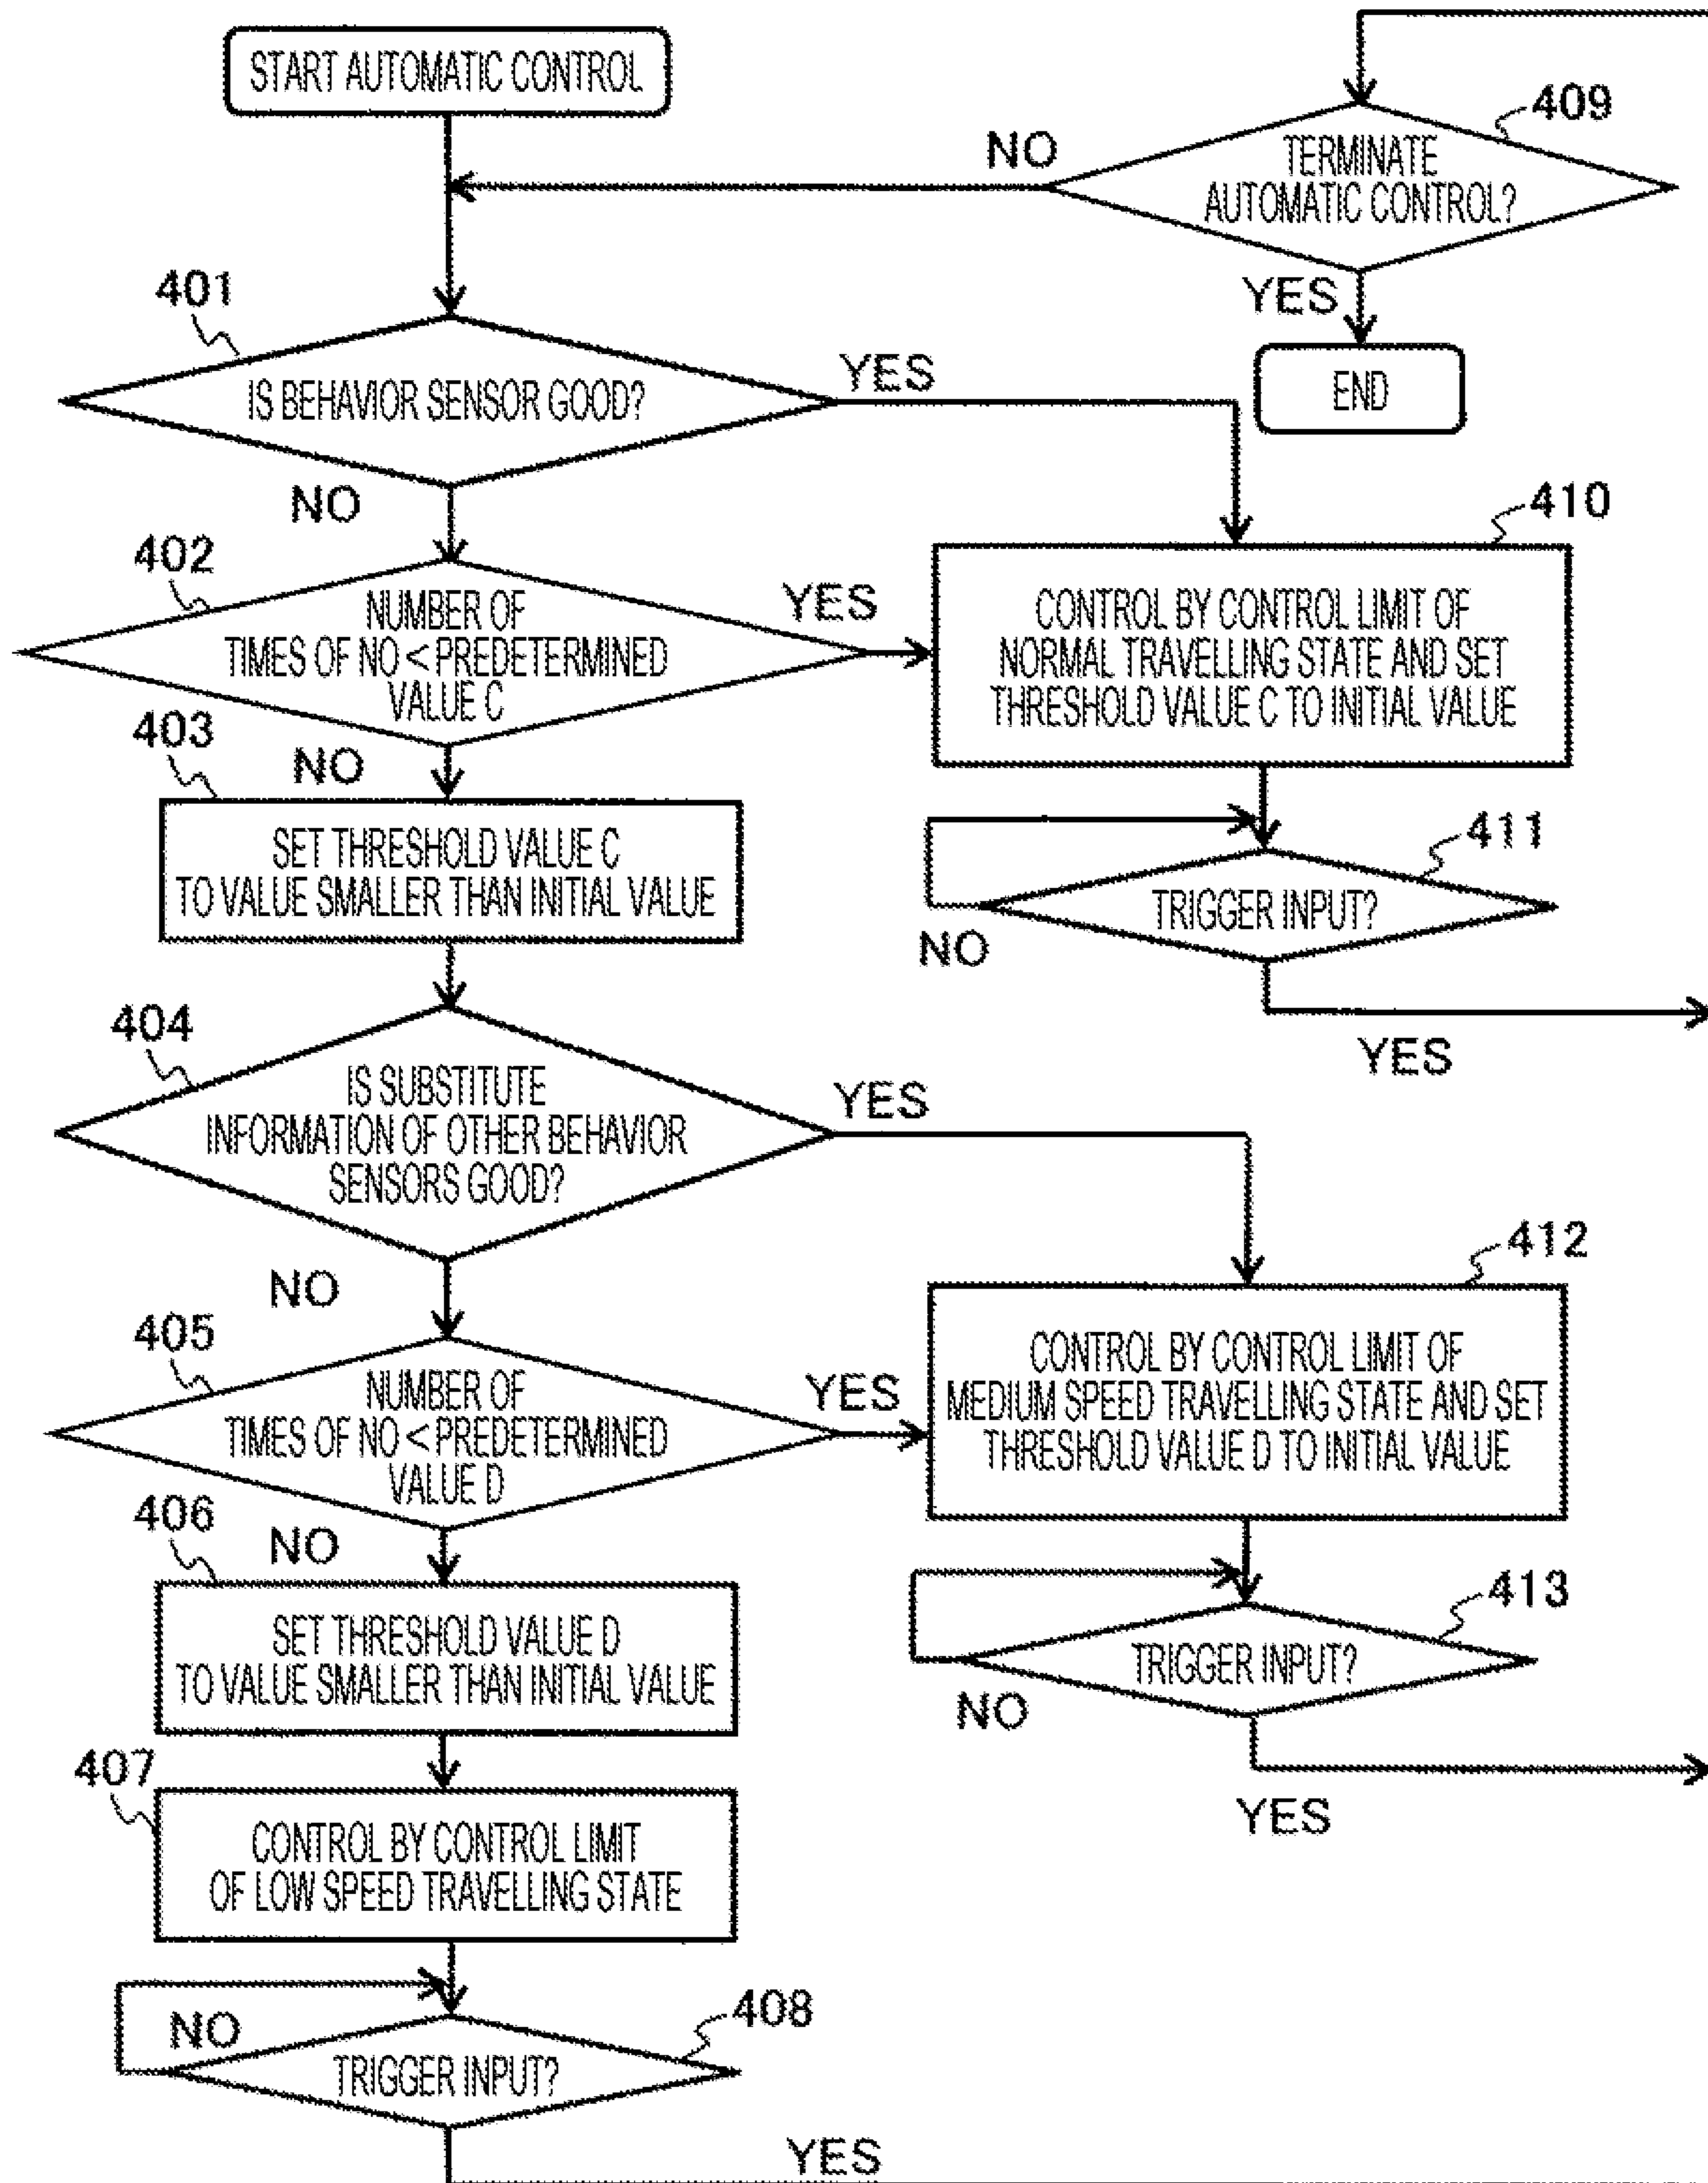 START AUTOMATIC CONTROL
409
NO
TERMINATE
AUTOMATIC CONTROL?
YES
END
401
IS BEHAVIOR SENSOR GOOD?
YES
NO
410
402
NUMBER OF
TIMES OF NO < PREDETERMINED
VALUE C
YES
CONTROL BY CONTROL LIMIT OF
NORMAL TRAVELLING STATE AND SET
THRESHOLD VALUE C TO INITIAL VALUE
403
NO
SET THRESHOLD VALUE C
TO VALUE SMALLER THAN INITIAL VALUE
411
TRIGGER INPUT?
NO
YES
404
IS SUBSTITUTE
INFORMATION OF OTHER BEHAVIOR
SENSORS GOOD?
YES
NO
412
405
NUMBER OF
TIMES OF NO < PREDETERMINED
VALUE D
YES
CONTROL BY CONTROL LIMIT OF
MEDIUM SPEED TRAVELLING STATE AND SET
THRESHOLD VALUE D TO INITIAL VALUE
406
NO
SET THRESHOLD VALUE D
TO VALUE SMALLER THAN INITIAL VALUE
413
TRIGGER INPUT?
NO
YES
407
CONTROL BY CONTROL LIMIT
OF LOW SPEED TRAVELLING STATE
408
NO
TRIGGER INPUT?
YES